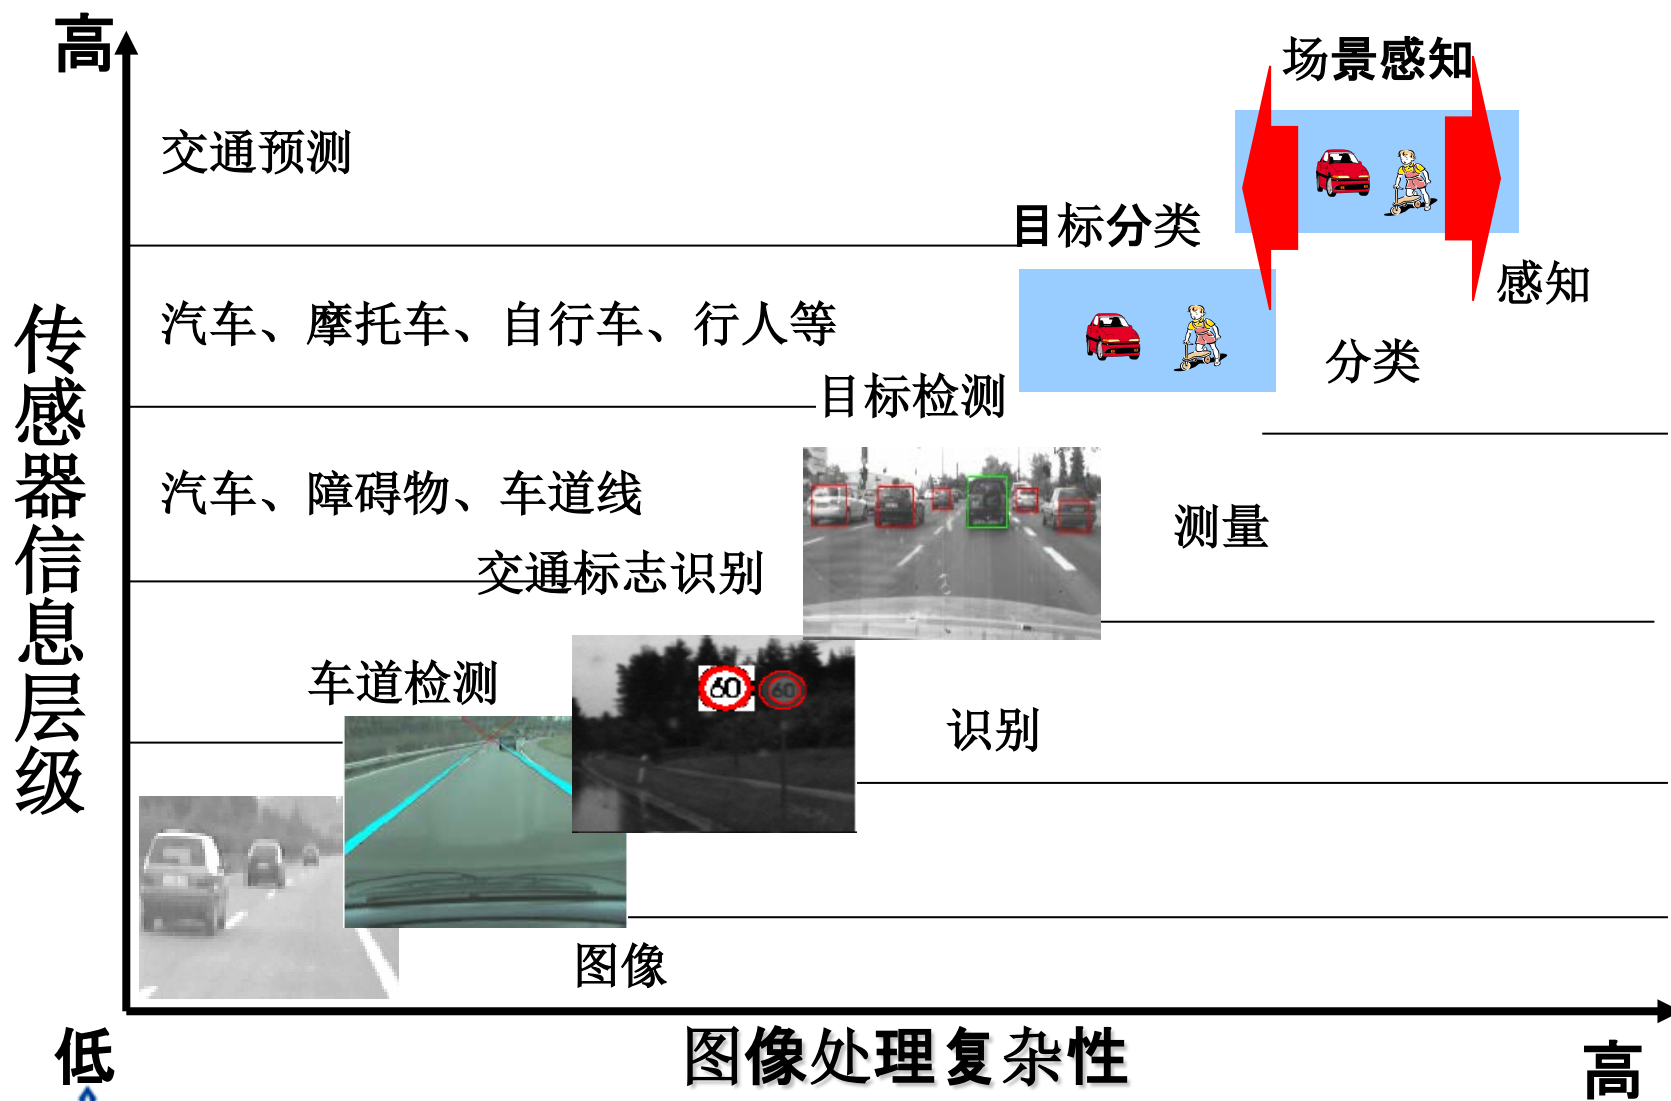 高
场景感知
交通预测
目标分类
感知
汽车、摩托车、自行车、行人等
分类
目标检测
传感器信息层级
汽车、障碍物、车道线
测量
交通标志识别
车道检测
60
60
识别
图像
低
图像处理复杂性
高